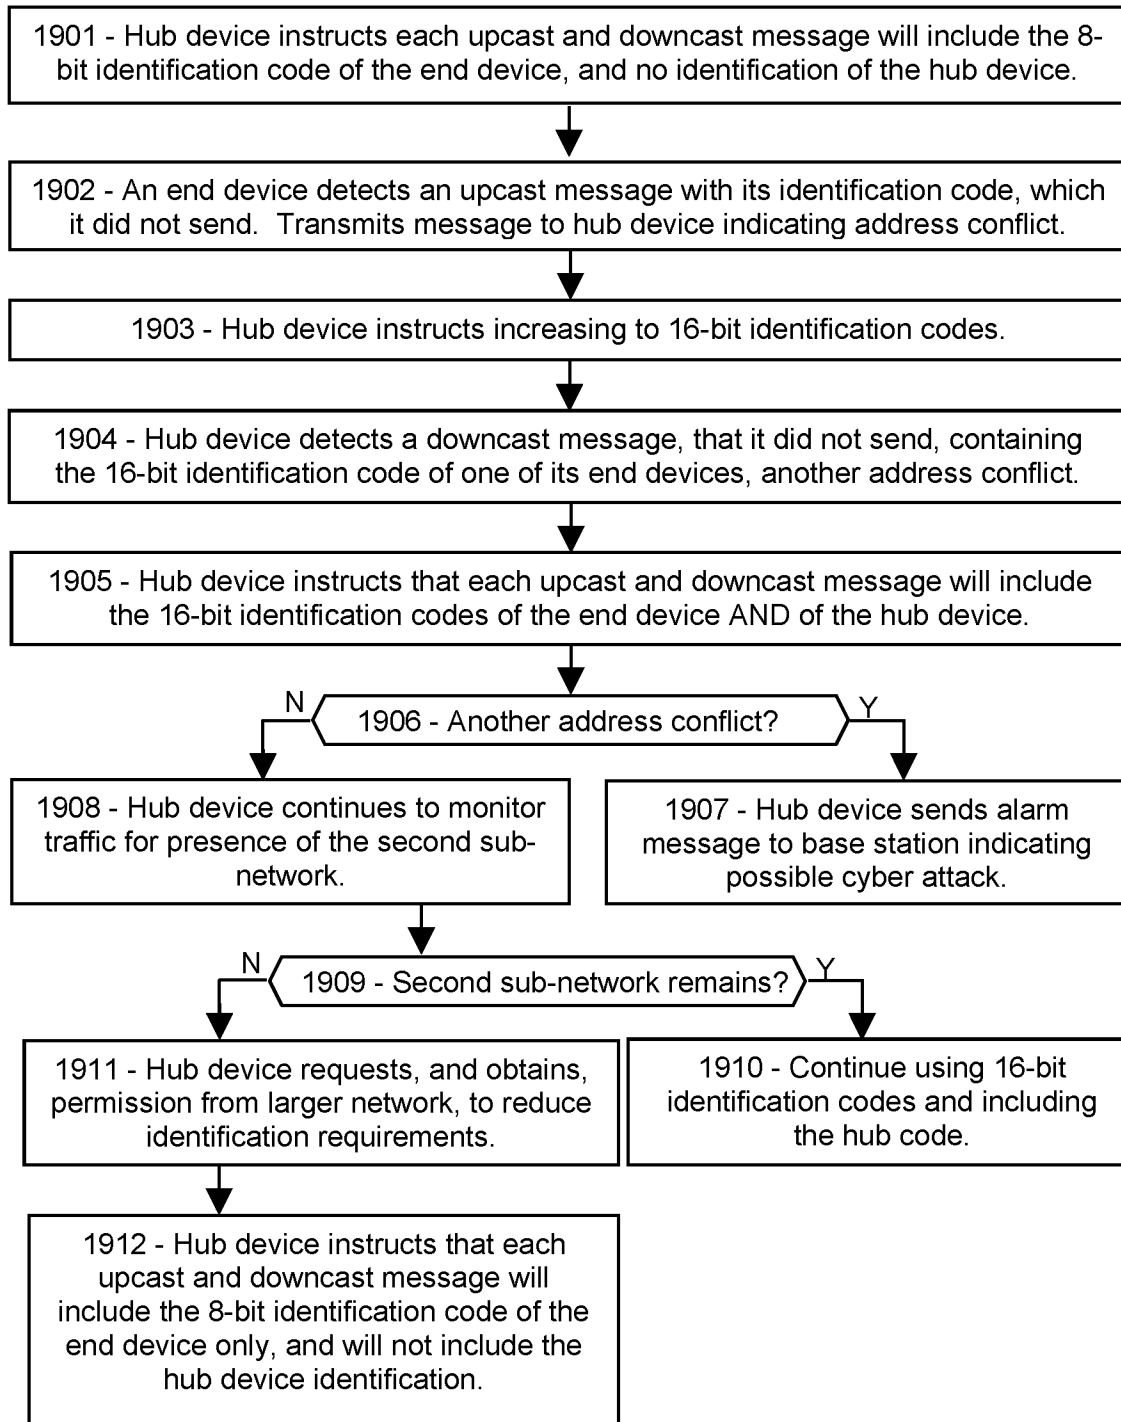 1901 - Hub device instructs each upcast and downcast message will include the 8-
bit identification code of the end device, and no identification of the hub device.
1902 - An end device detects an upcast message with its identification code, which
it did not send.  Transmits message to hub device indicating address conflict.
1903 - Hub device instructs increasing to 16-bit identification codes.
1904 - Hub device detects a downcast message, that it did not send, containing
the 16-bit identification code of one of its end devices, another address conflict.
1905 - Hub device instructs that each upcast and downcast message will include
the 16-bit identification codes of the end device AND of the hub device.
N
1906 - Another address conflict?
Y
1908 - Hub device continues to monitor
traffic for presence of the second sub-
network.
1907 - Hub device sends alarm
message to base station indicating
possible cyber attack.
N
1909 - Second sub-network remains?
Y
1911 - Hub device requests, and obtains,
permission from larger network, to reduce
identification requirements.
1910 - Continue using 16-bit
identification codes and including
the hub code.
1912 - Hub device instructs that each
upcast and downcast message will
include the 8-bit identification code of the
end device only, and will not include the
hub device identification.